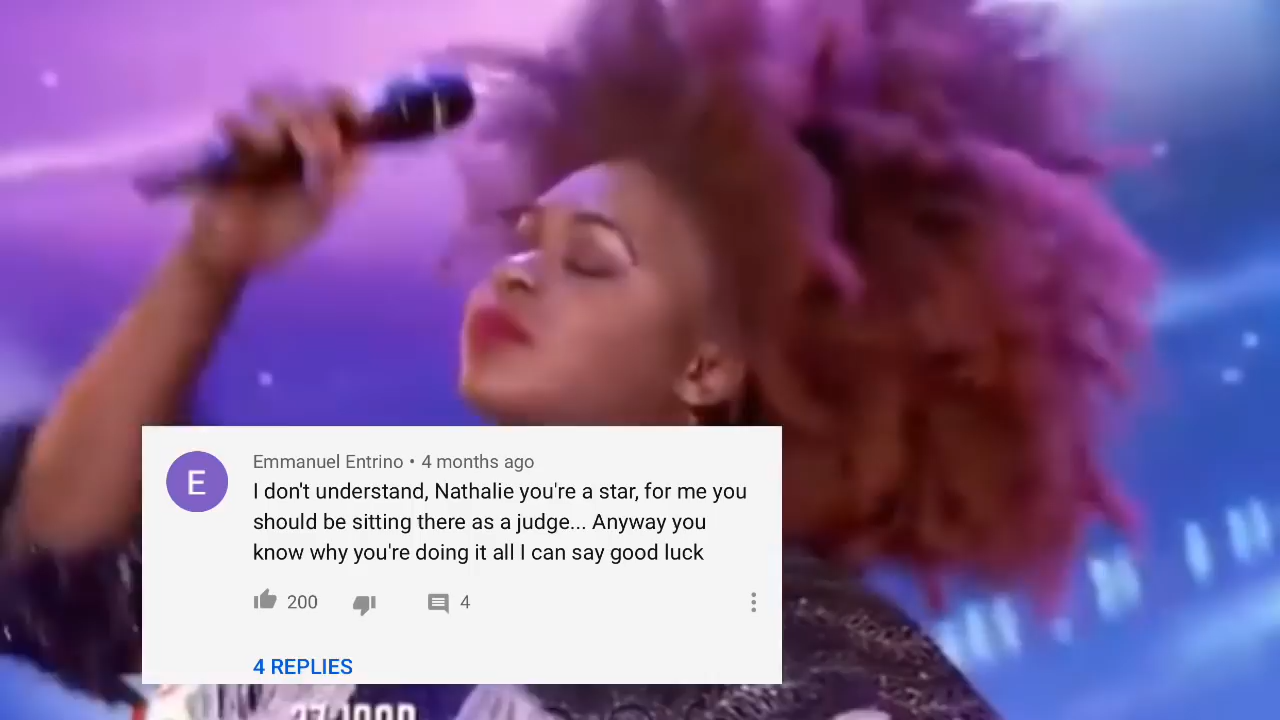 E
Emmanuel Entrino • 4 months ago
I don't understand, Nathalie you're a star, for me you
should be sitting there as a judge... Anyway you
know why you're doing it all I can say good luck
200 4
4 REPLIES